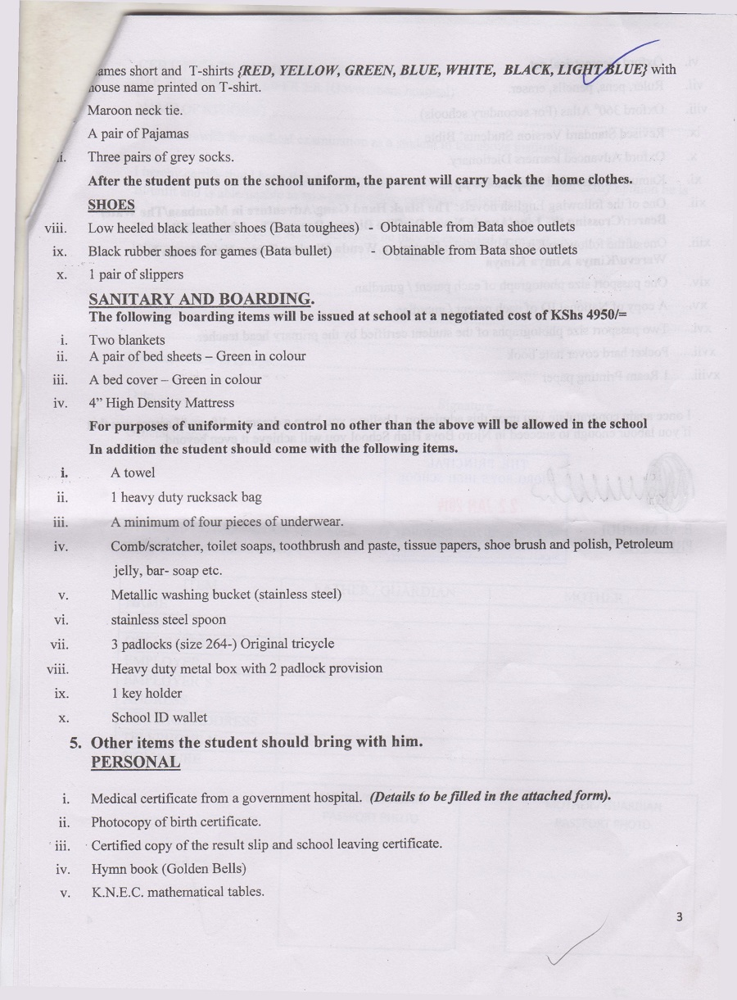 ames short and T-shirts {RED, YELLOW, GREEN, BLUE, WHITE, BLACK, LIGHT BLUE} with
house name printed on T-shirt.
Maroon neck tie.
A pair of Pajamas
i. Three pairs of grey socks.
After the student puts on the school uniform, the parent will carry back the home clothes.
SHOES
viii. Low heeled black leather shoes (Bata toughees) - Obtainable from Bata shoe outlets
ix. Black rubber shoes for games (Bata bullet) - Obtainable from Bata shoe outlets
x. 1 pair of slippers
SANITARY AND BOARDING.
The following boarding items will be issued at school at a negotiated cost of KShs 4950/=
i. Two blankets
ii. A pair of bed sheets – Green in colour
iii. A bed cover – Green in colour
iv. 4” High Density Mattress
For purposes of uniformity and control no other than the above will be allowed in the school
In addition the student should come with the following items.
i. A towel
ii. 1 heavy duty rucksack bag
iii. A minimum of four pieces of underwear.
iv. Comb/scratcher, toilet soaps, toothbrush and paste, tissue papers, shoe brush and polish, Petroleum
jelly, bar- soap etc.
v. Metallic washing bucket (stainless steel)
vi. stainless steel spoon
vii. 3 padlocks (size 264-) Original tricycle
viii. Heavy duty metal box with 2 padlock provision
ix. 1 key holder
x. School ID wallet
5. Other items the student should bring with him.
PERSONAL
i. Medical certificate from a government hospital. (Details to be filled in the attached form).
ii. Photocopy of birth certificate.
iii. Certified copy of the result slip and school leaving certificate.
iv. Hymn book (Golden Bells)
v. K.N.E.C. mathematical tables.
3